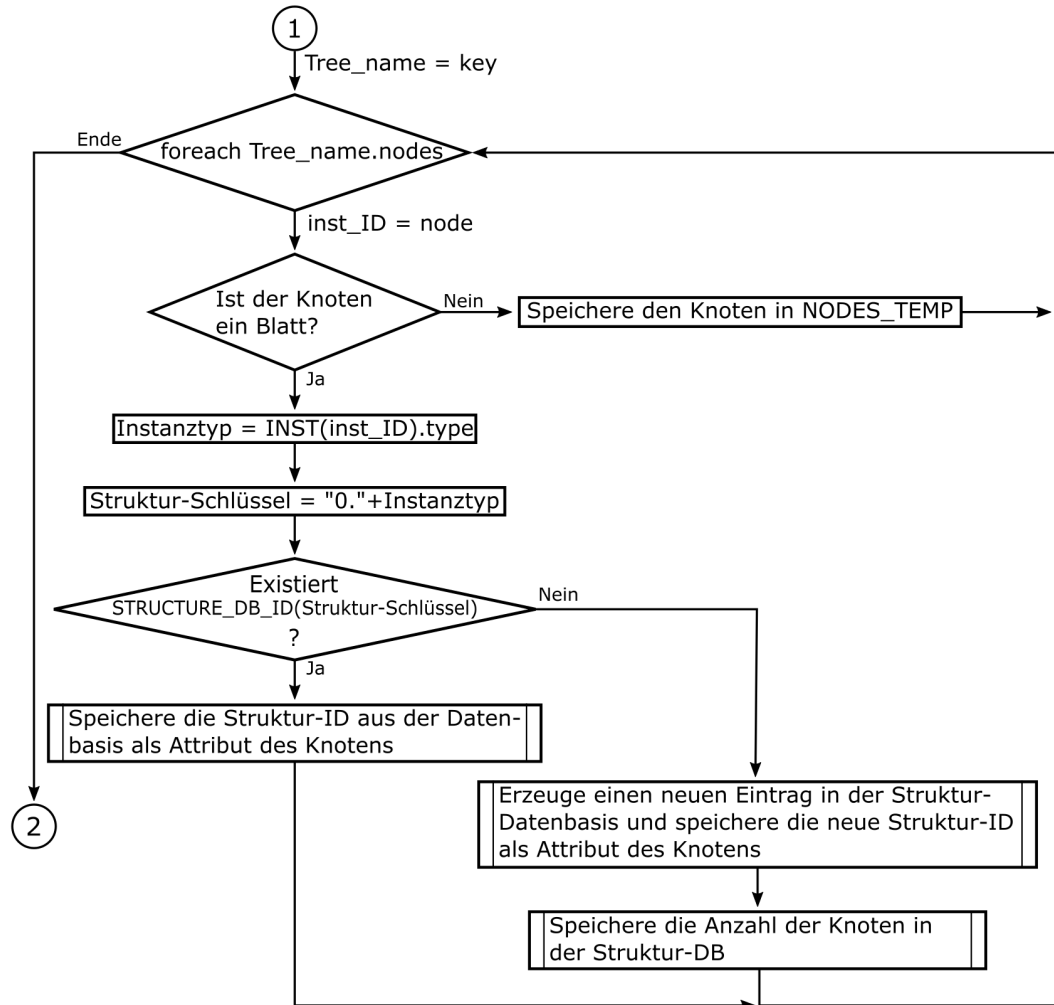 1
Tree_name = key
Ende
foreach Tree_name.nodes
inst_ID = node
Ist der Knoten
ein Blatt?
Nein
Speichere den Knoten in NODES_TEMP
Ja
Instanztyp = INST(inst_ID).type
Struktur-Schlüssel = "0."+Instanztyp
Existiert
STRUCTURE_DB_ID(Struktur-Schlüssel)
?
Nein
Ja
Speichere die Struktur-ID aus der Daten-
basis als Attribut des Knotens
2
Erzeuge einen neuen Eintrag in der Struktur-
Datenbasis und speichere die neue Struktur-ID
als Attribut des Knotens
Speichere die Anzahl der Knoten in
der Struktur-DB